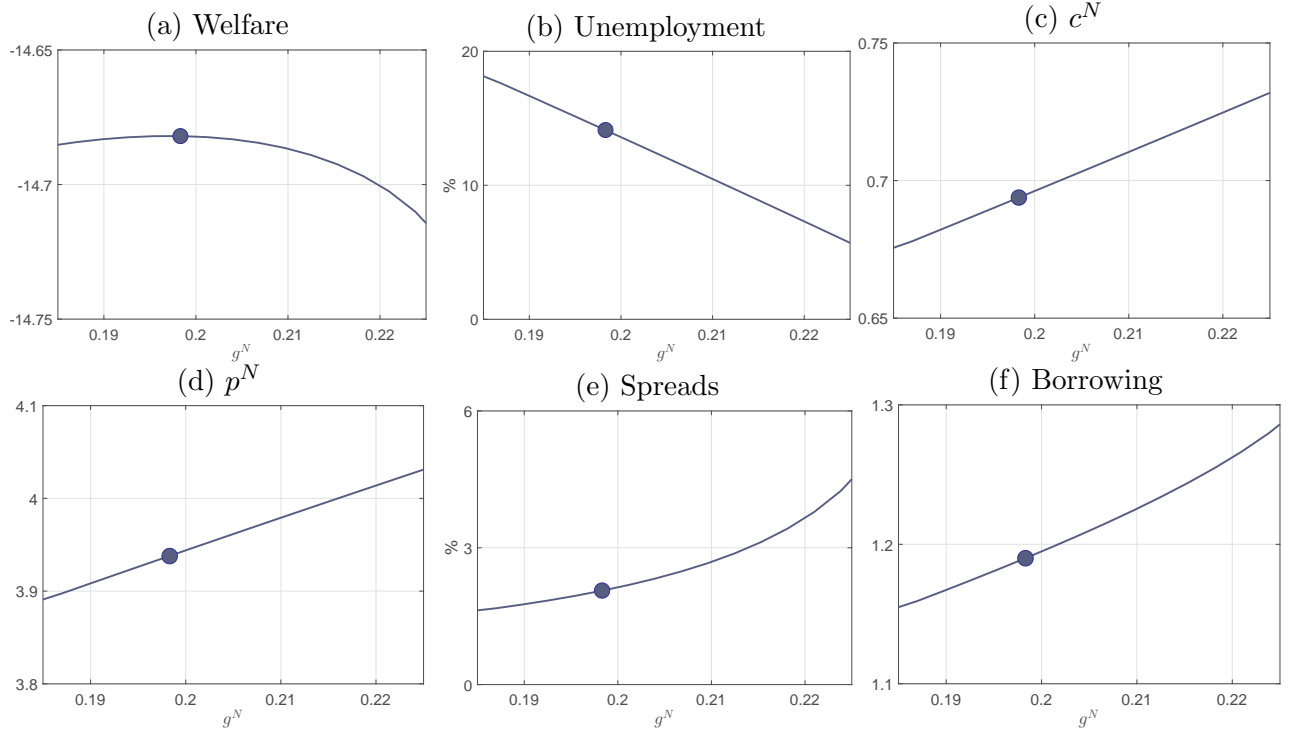 (a) Welfare
-14.65
-14.7
-14.75
0.19 0.2 0.21 0.22
g^N
(b) Unemployment
20
10
0
%
0.19 0.2 0.21 0.22
g^N
(c) c^N
0.75
0.7
0.65
0.19 0.2 0.21 0.22
g^N
(d) p^N
4.1
4
3.9
3.8
0.19 0.2 0.21 0.22
g^N
(e) Spreads
6
3
0
%
0.19 0.2 0.21 0.22
g^N
(f) Borrowing
1.3
1.2
1.1
0.19 0.2 0.21 0.22
g^N